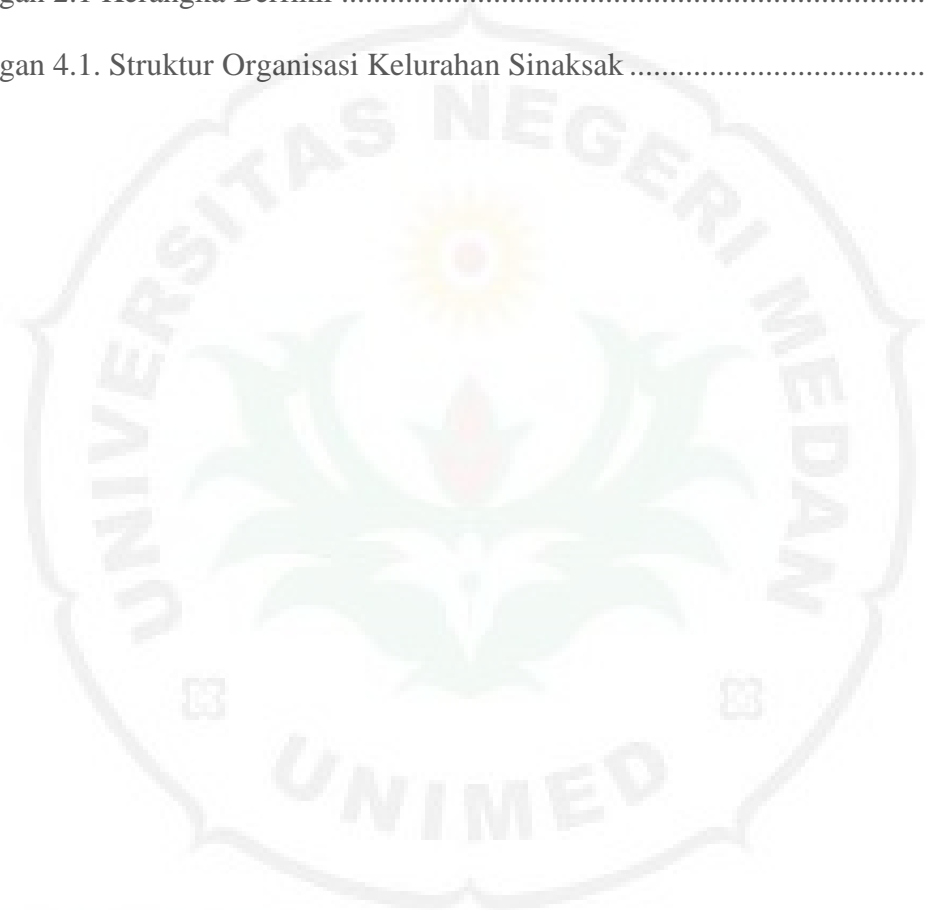 gan 2.1 Kerangka Berfikir ........................................................................
gan 4.1. Struktur Organisasi Kelurahan Sinaksak ....................................
UNIVERSITAS NEGERI MEDAN
UNIMED